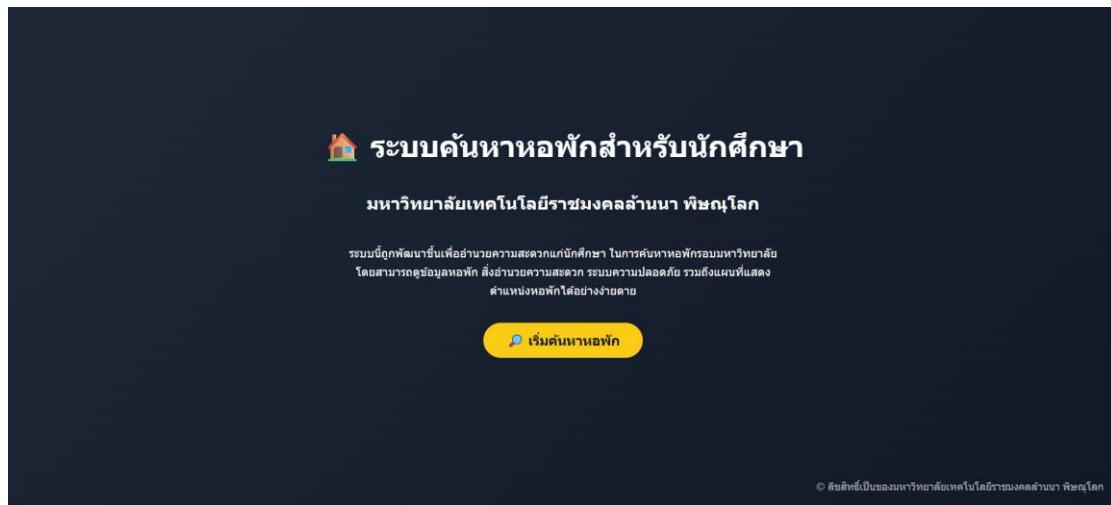 🏠 ระบบค้นหาหอพักสำหรับนักศึกษา
มหาวิทยาลัยเทคโนโลยีราชมงคลล้านนา พิษณุโลก
ระบบนี้ถูกพัฒนาขึ้นเพื่ออำนวยความสะดวกแก่นักศึกษา ในการค้นหาหอพักรอบมหาวิทยาลัย
โดยสามารถดูข้อมูลหอพัก สิ่งอำนวยความสะดวก ระบบความปลอดภัย รวมถึงแผนที่แสดง
ตำแหน่งหอพักได้อย่างง่ายดาย
🔎 เริ่มค้นหาหอพัก
© ลิขสิทธิ์เป็นของมหาวิทยาลัยเทคโนโลยีราชมงคลล้านนา พิษณุโลก